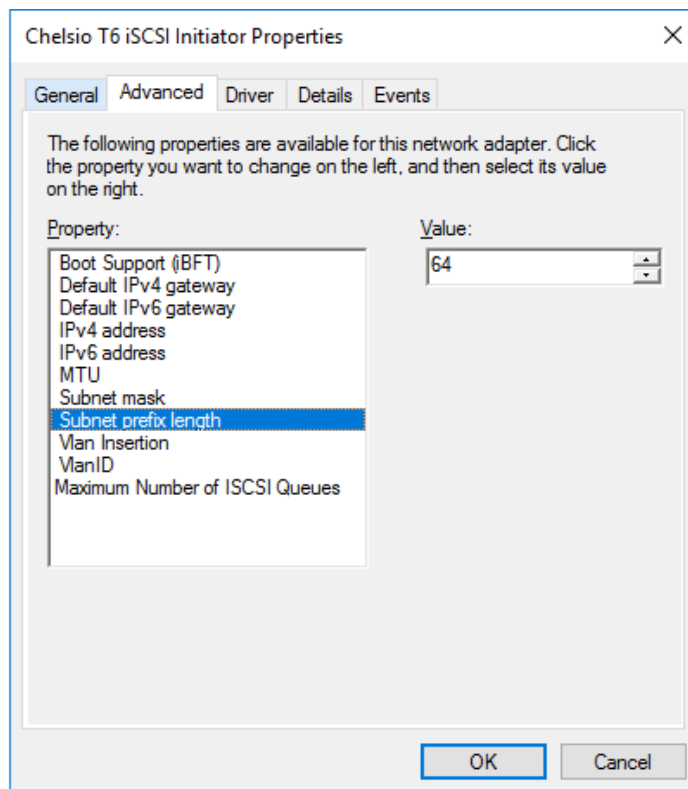 Chelsio T6 iSCSI Initiator Properties
General Advanced Driver Details Events
The following properties are available for this network adapter. Click
the property you want to change on the left, and then select its value
on the right.
Property: Value:
Boot Support (iBFT) 64
Default IPv4 gateway
Default IPv6 gateway
IPv4 address
IPv6 address
MTU
Subnet mask
Subnet prefix length
Vlan Insertion
VlanID
Maximum Number of ISCSI Queues
OK Cancel